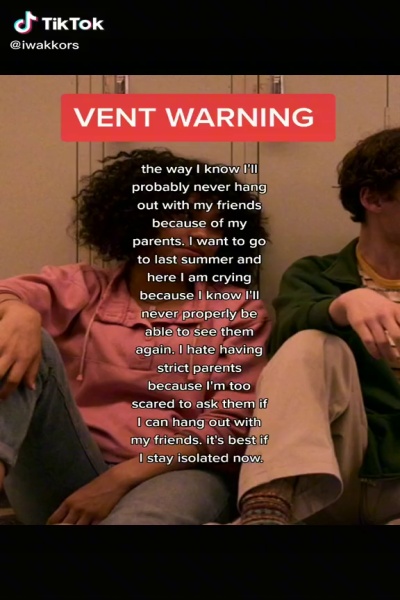 TikTok
@iwakkors
VENT WARNING
the way I know I'll
probably never hang
out with my friends
because of my
parents. I want to go
to last summer and
here I am crying
because I know I'll
never properly be
able to see them
again. I hate having
strict parents
because I'm too
scared to ask them if
I can hang out with
my friends. it's best if
I stay isolated now.